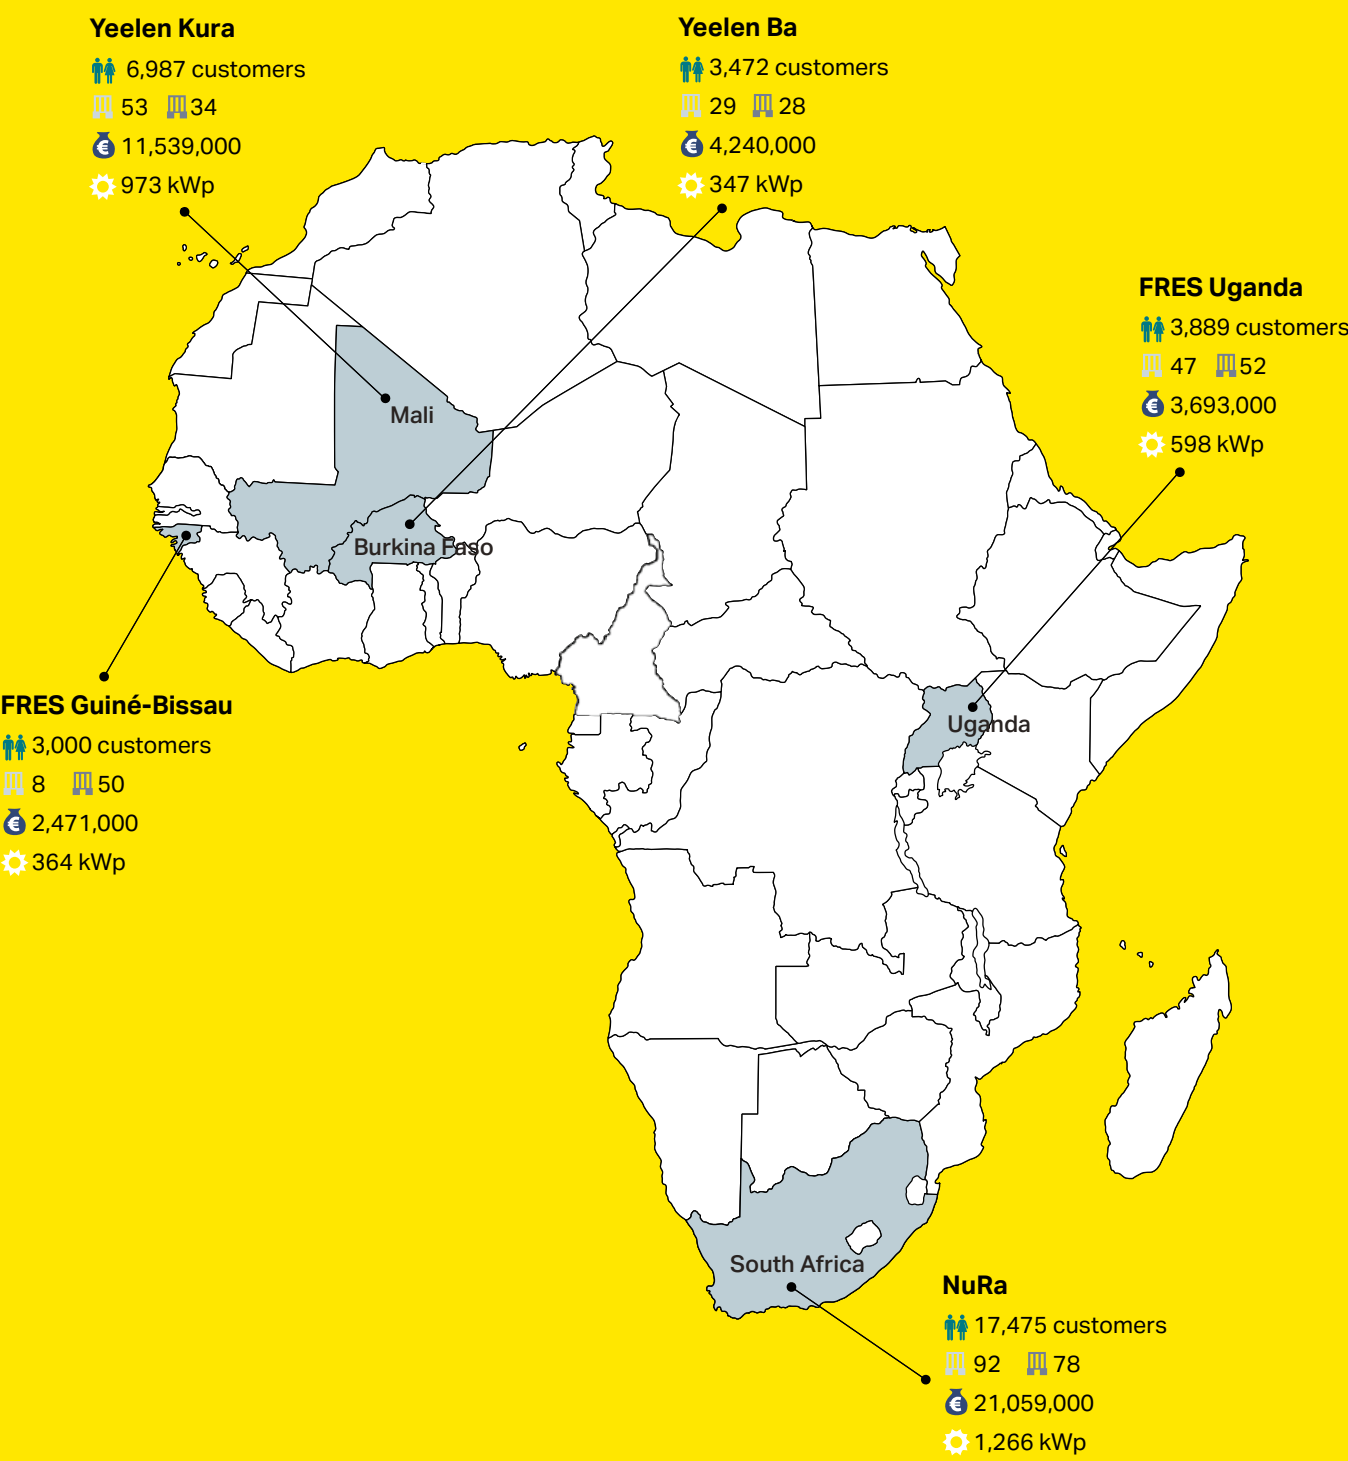 Yeelen Kura
6,987 customers
53 34
€ 11,539,000
973 kWp
Yeelen Ba
3,472 customers
29 28
€ 4,240,000
347 kWp
FRES Uganda
3,889 customers
47 52
€ 3,693,000
598 kWp
Mali
Burkina Faso
FRES Guiné-Bissau
3,000 customers
8 50
€ 2,471,000
364 kWp
Uganda
South Africa
NuRa
17,475 customers
92 78
€ 21,059,000
1,266 kWp